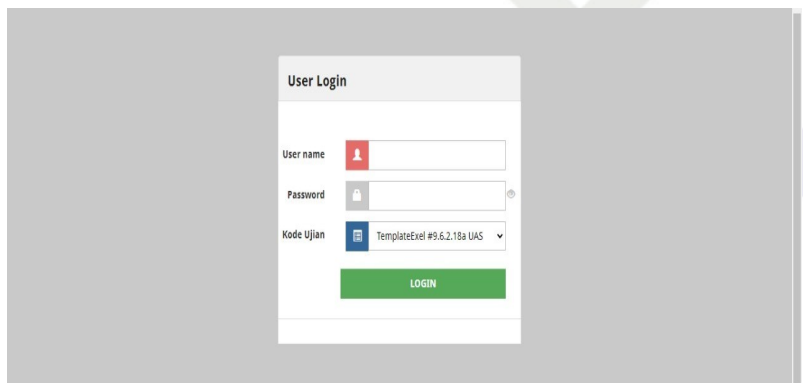 User Login
User name
Password
Kode Ujian
TemplateExel #9.6.2.18a UAS
LOGIN